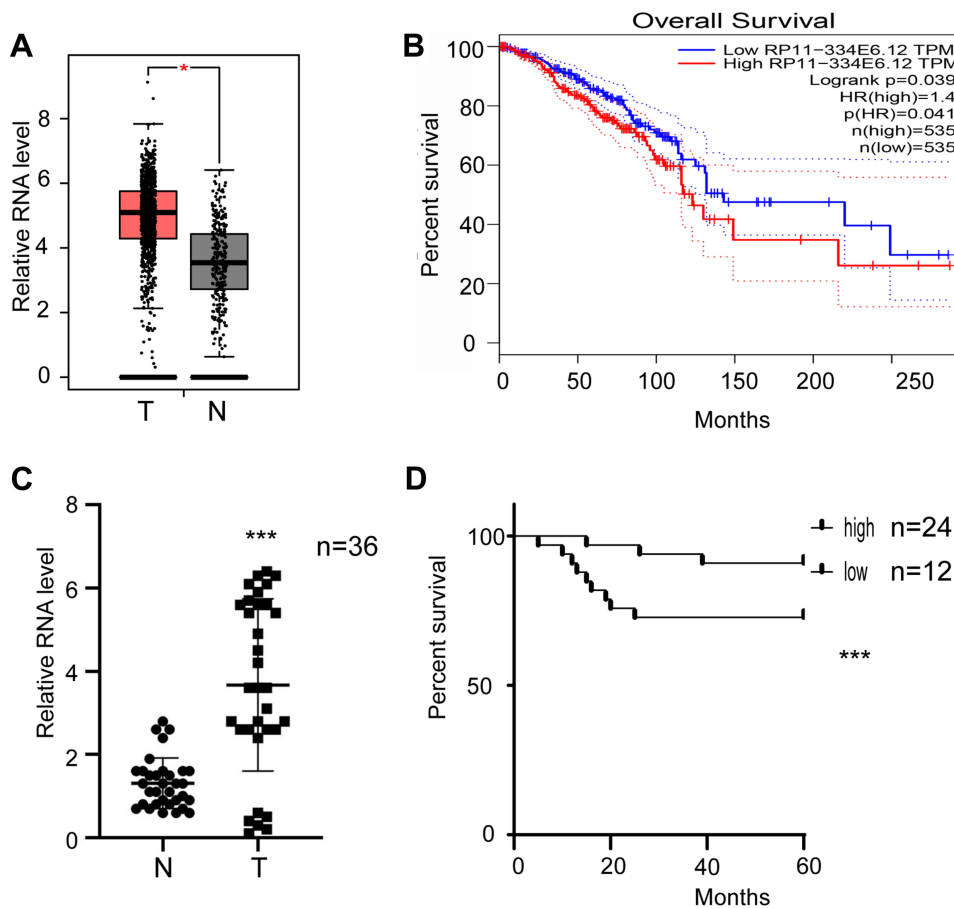 A
Relative RNA level
8
6
4
2
0
*
T
N
B
Overall Survival
Low RP11-334E6.12 TPM
High RP11-334E6.12 TPM
Logrank p=0.039
HR(high)=1.4
p(HR)=0.041
n(high)=535
n(low)=535
Percent survival
100
80
60
40
20
0
0 50 100 150 200 250
Months
C
Relative RNA level
8
6
4
2
0
***
n=36
N
T
D
Percent survival
100
50
0
high n=24
low n=12
***
0 20 40 60
Months